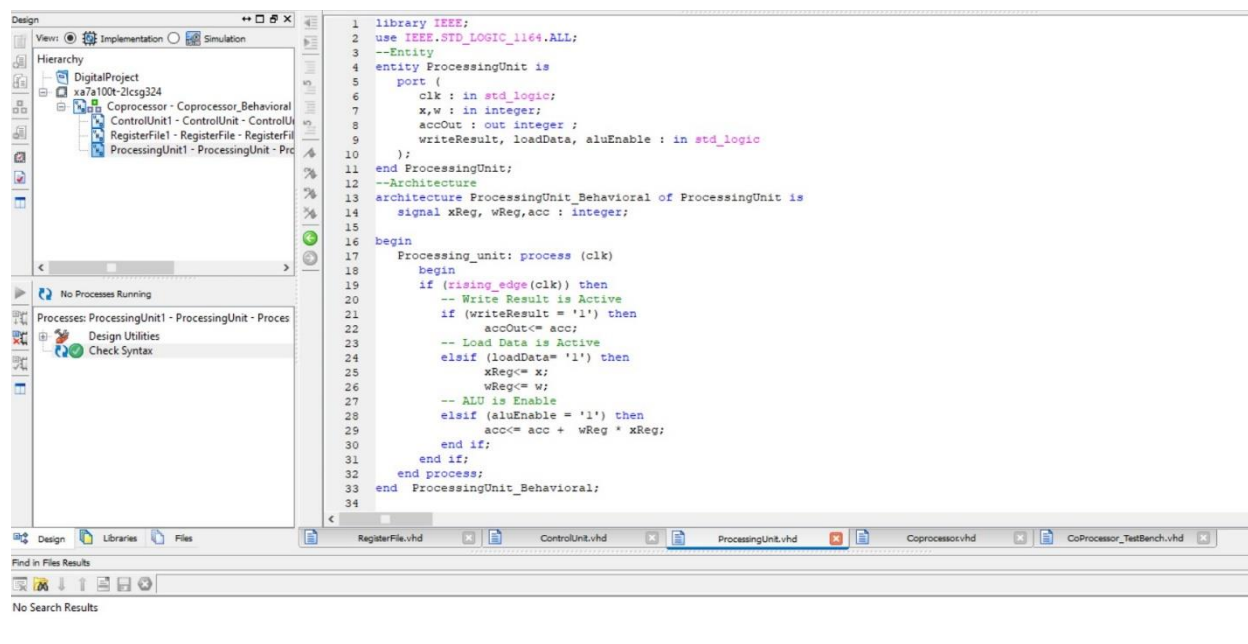 Design
View: Implementation Simulation
Hierarchy
DigitalProject
xa7a100t-2lcsg324
Coprocessor - Coprocessor_Behavioral
ControlUnit1 - ControlUnit - ControlUn
RegisterFile1 - RegisterFile - RegisterFil
ProcessingUnit1 - ProcessingUnit - Prc
No Processes Running
Processes: ProcessingUnit1 - ProcessingUnit - Proces
Design Utilities
Check Syntax
1 library IEEE;
2 use IEEE.STD_LOGIC_1164.ALL;
3 --Entity
4 entity ProcessingUnit is
5 port (
6 clk : in std_logic;
7 x,w : in integer;
8 accOut : out integer ;
9 writeResult, loadData, aluEnable : in std_logic
10 );
11 end ProcessingUnit;
12 --Architecture
13 architecture ProcessingUnit_Behavioral of ProcessingUnit is
14 signal xReg, wReg,acc : integer;
15
16 begin
17 Processing_unit: process (clk)
18 begin
19 if (rising_edge(clk)) then
20 -- Write Result is Active
21 if (writeResult = '1') then
22 accOut<= acc;
23 -- Load Data is Active
24 elsif (loadData= '1') then
25 xReg<= x;
26 wReg<= w;
27 -- ALU is Enable
28 elsif (aluEnable = '1') then
29 acc<= acc + wReg * xReg;
30 end if;
31 end if;
32 end process;
33 end ProcessingUnit_Behavioral;
34
Design Libraries Files
RegisterFile.vhd ControlUnit.vhd ProcessingUnit.vhd Coprocessor.vhd CoProcessor_TestBench.vhd
Find in Files Results
No Search Results